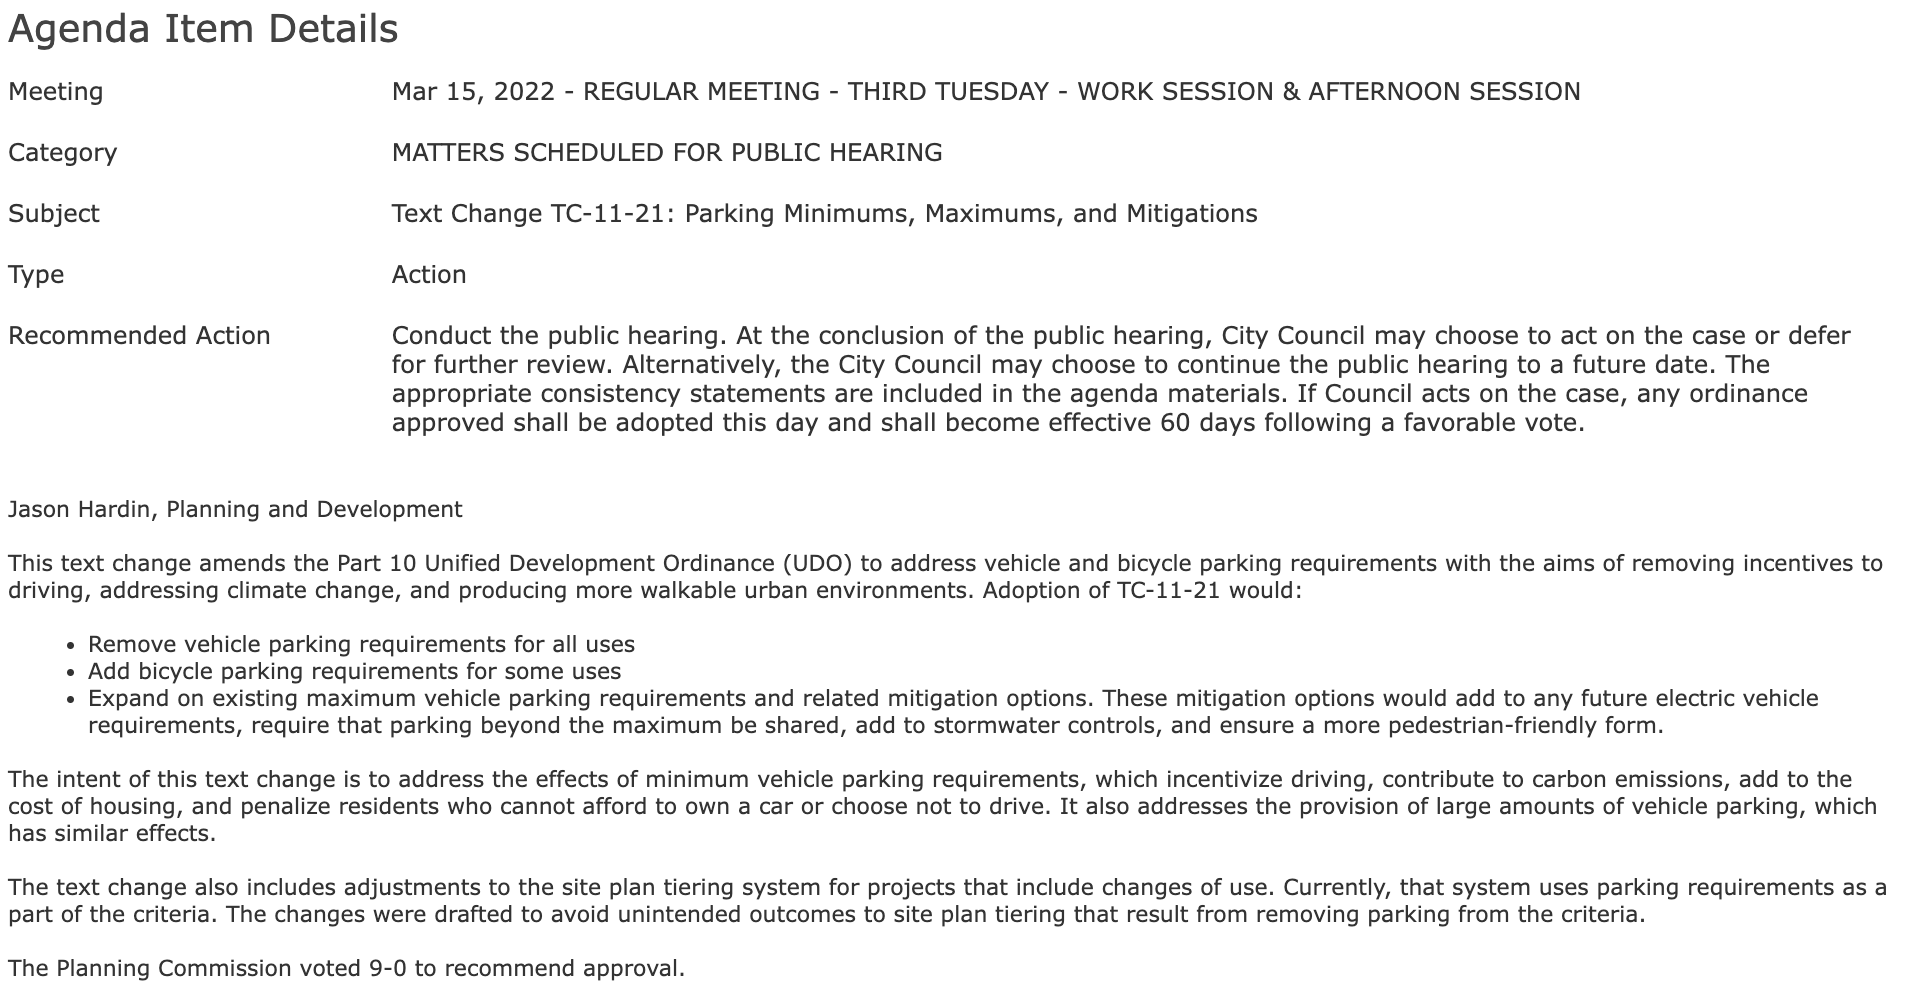 Agenda Item Details
Meeting
Mar 15, 2022 - REGULAR MEETING - THIRD TUESDAY - WORK SESSION & AFTERNOON SESSION
Category
MATTERS SCHEDULED FOR PUBLIC HEARING
Subject
Text Change TC-11-21: Parking Minimums, Maximums, and Mitigations
Type
Action
Recommended Action
Conduct the public hearing. At the conclusion of the public hearing, City Council may choose to act on the case or defer
for further review. Alternatively, the City Council may choose to continue the public hearing to a future date. The
appropriate consistency statements are included in the agenda materials. If Council acts on the case, any ordinance
approved shall be adopted this day and shall become effective 60 days following a favorable vote.
Jason Hardin, Planning and Development
This text change amends the Part 10 Unified Development Ordinance (UDO) to address vehicle and bicycle parking requirements with the aims of removing incentives to
driving, addressing climate change, and producing more walkable urban environments. Adoption of TC-11-21 would:
• Remove vehicle parking requirements for all uses
• Add bicycle parking requirements for some uses
• Expand on existing maximum vehicle parking requirements and related mitigation options. These mitigation options would add to any future electric vehicle
requirements, require that parking beyond the maximum be shared, add to stormwater controls, and ensure a more pedestrian-friendly form.
The intent of this text change is to address the effects of minimum vehicle parking requirements, which incentivize driving, contribute to carbon emissions, add to the
cost of housing, and penalize residents who cannot afford to own a car or choose not to drive. It also addresses the provision of large amounts of vehicle parking, which
has similar effects.
The text change also includes adjustments to the site plan tiering system for projects that include changes of use. Currently, that system uses parking requirements as a
part of the criteria. The changes were drafted to avoid unintended outcomes to site plan tiering that result from removing parking from the criteria.
The Planning Commission voted 9-0 to recommend approval.